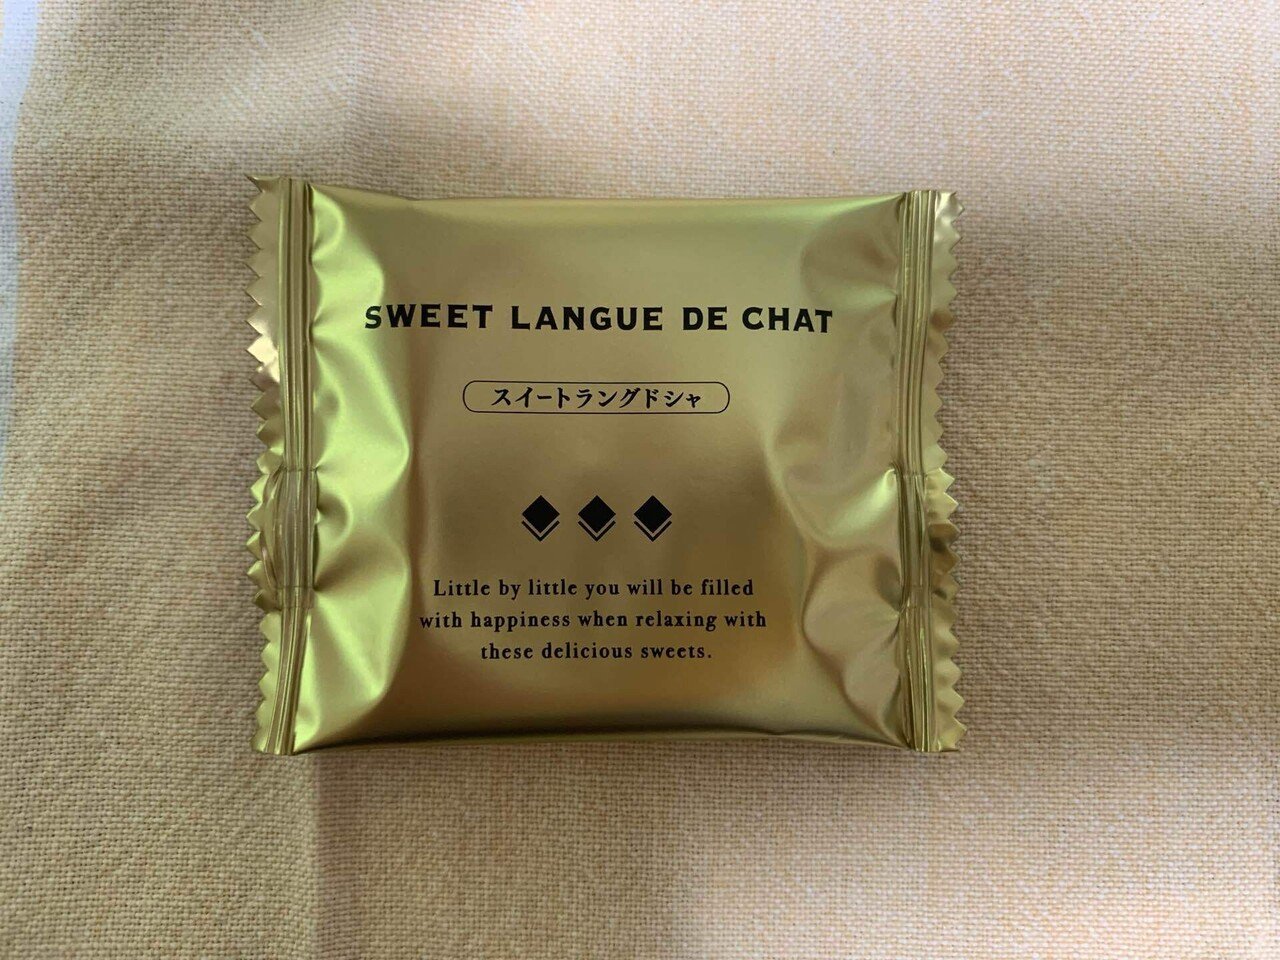 SWEET LANGUE DE CHAT
スイートラングドシャ
Little by little you will be filled
with happiness when relaxing with
these delicious sweets.